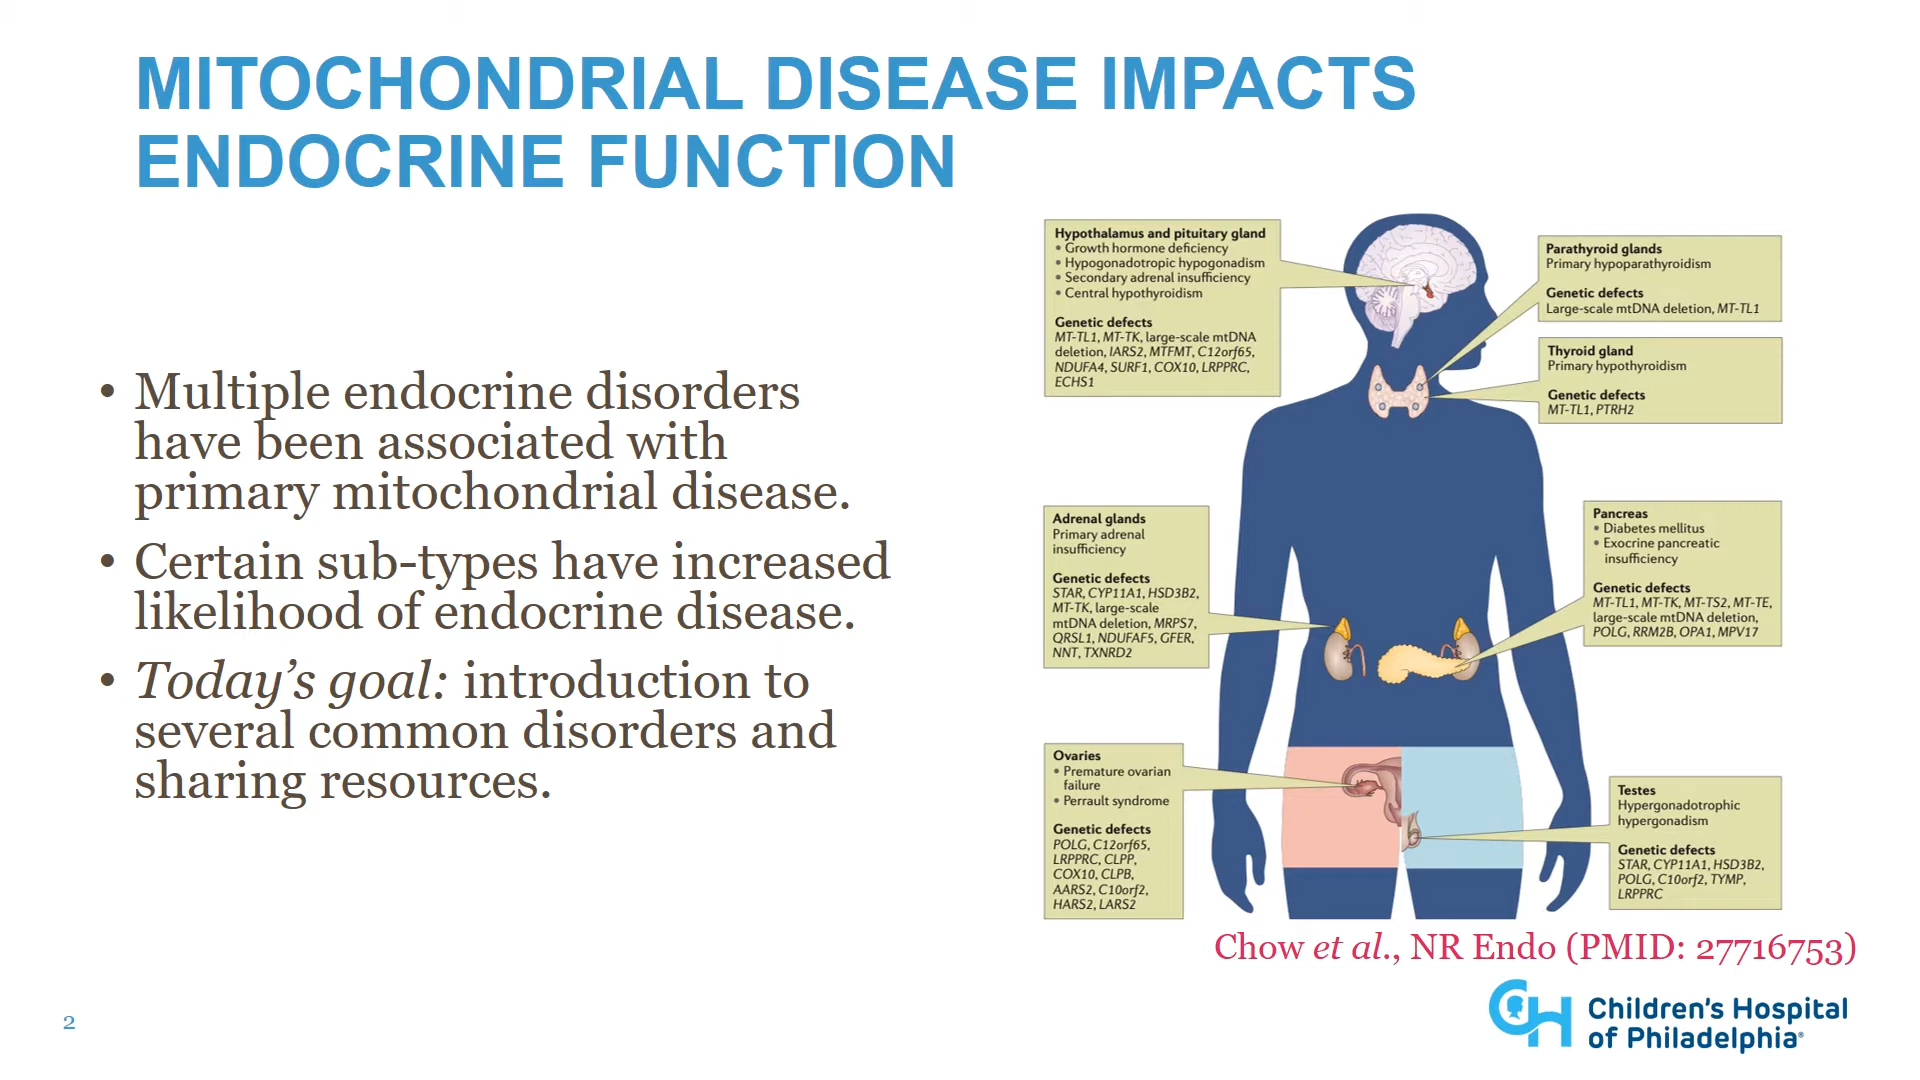 MITOCHONDRIAL DISEASE IMPACTS
ENDOCRINE FUNCTION
• Multiple endocrine disorders
have been associated with
primary mitochondrial disease.
• Certain sub-types have increased
likelihood of endocrine disease.
• Today's goal: introduction to
several common disorders and
sharing resources.
Hypothalamus and pituitary gland
• Growth hormone deficiency
• Hypogonadotropic hypogonadism
• Secondary adrenal insufficiency
• Central hypothyroidism
Genetic defects
MT-TL1, MT-TK, large-scale mtDNA
deletion, IARS2, MTFMT, C12orf65,
NDUFA4, SURF1, COX10, LRPPRC,
ECHS1
Parathyroid glands
Primary hypoparathyroidism
Genetic defects
Large-scale mtDNA deletion, MT-TL1
Thyroid gland
Primary hypothyroidism
Genetic defects
MT-TL1, PTRH2
Adrenal glands
Primary adrenal
insufficiency
Genetic defects
STAR, CYP11A1, HSD3B2,
MT-TK, large-scale
mtDNA deletion, MRPS7,
QRSL1, NDUFAF5, GFER,
NNT, TXNRD2
Pancreas
• Diabetes mellitus
• Exocrine pancreatic
insufficiency
Genetic defects
MT-TL1, MT-TK, MT-TS2, MT-TE,
large-scale mtDNA deletion,
POLG, RRM2B, OPA1, MPV17
Ovaries
• Premature ovarian
failure
• Perrault syndrome
Genetic defects
POLG, C12orf65,
LRPPRC, CLPP,
COX10, CLPB,
AARS2, C10orf2,
HARS2, LARS2
Testes
Hypergonadotrophic
hypergonadism
Genetic defects
STAR, CYP11A1, HSD3B2,
POLG, C10orf2, TYMP,
LRPPRC
Chow et al., NR Endo (PMID: 27716753)
2
CH
Children's Hospital
of Philadelphia®